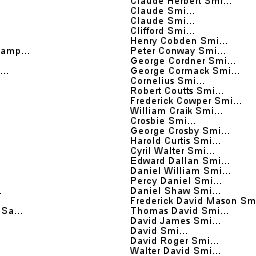 Claude Herbert Smi...
Claude Smi...
Claude Smi...
Clifford Smi...
Henry Cobden Smi...
amp... Peter Conway Smi...
George Cordner Smi...
... George Cormack Smi...
Cornelius Smi...
Robert Coutts Smi...
Frederick Cowper Smi...
William Craik Smi...
Crosbie Smi...
George Crosby Smi...
Harold Curtis Smi...
Cyril Walter Smi...
Edward Dallan Smi...
Daniel William Smi...
Percy Daniel Smi...
. Daniel Shaw Smi...
Frederick David Mason Sm
Sa... Thomas David Smi...
David James Smi...
David Smi...
David Roger Smi...
Walter David Smi...